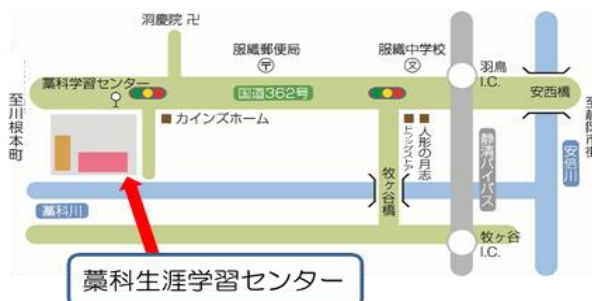 洞慶院 卍
服織郵便局
〒
服織中学校
文
羽鳥
I.C.
藁科学習センター
国道362号
安西橋
至川根本町
至静岡市街
■ カインズホーム
■ドラッグストア
■人形の月志
静清バイパス
安倍川
藁科川
牧ヶ谷橋
牧ヶ谷
I.C.
藁科生涯学習センター